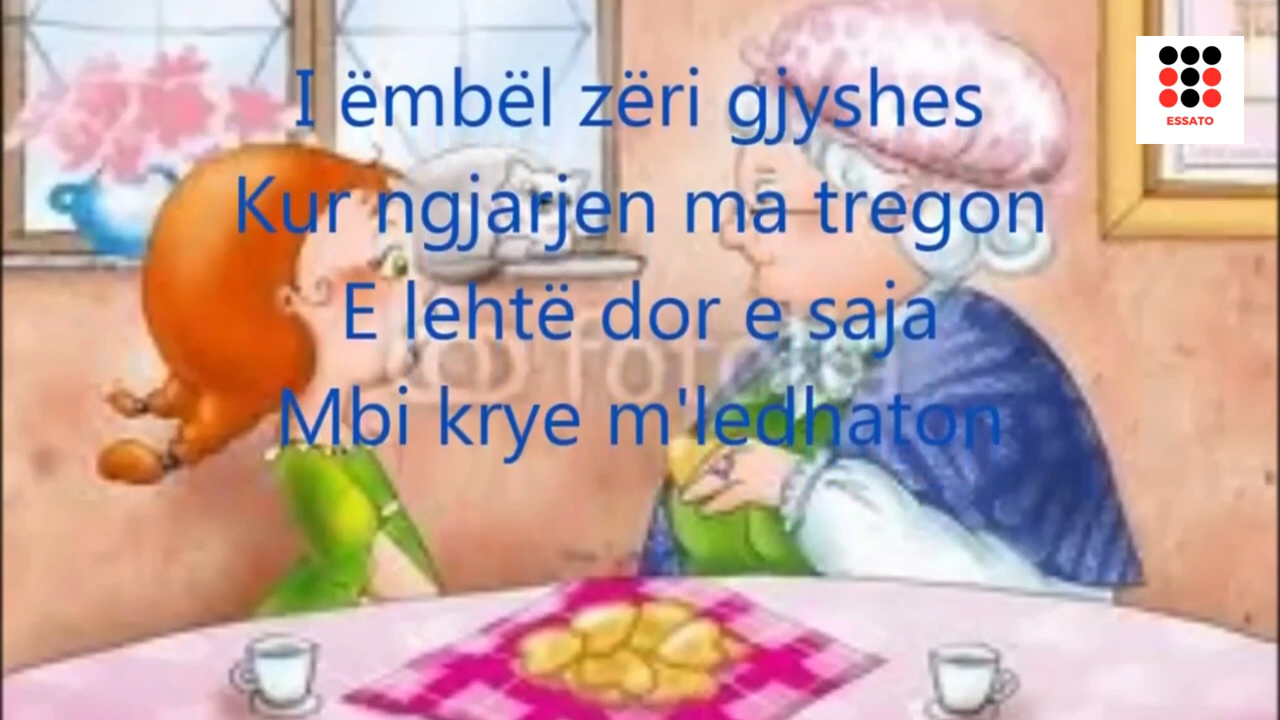 I ëmbël zëri gjyshes
Kur ngjarjen ma tregon
E lehtë dor e saja
Mbi krye m'ledhaton
ESSATO